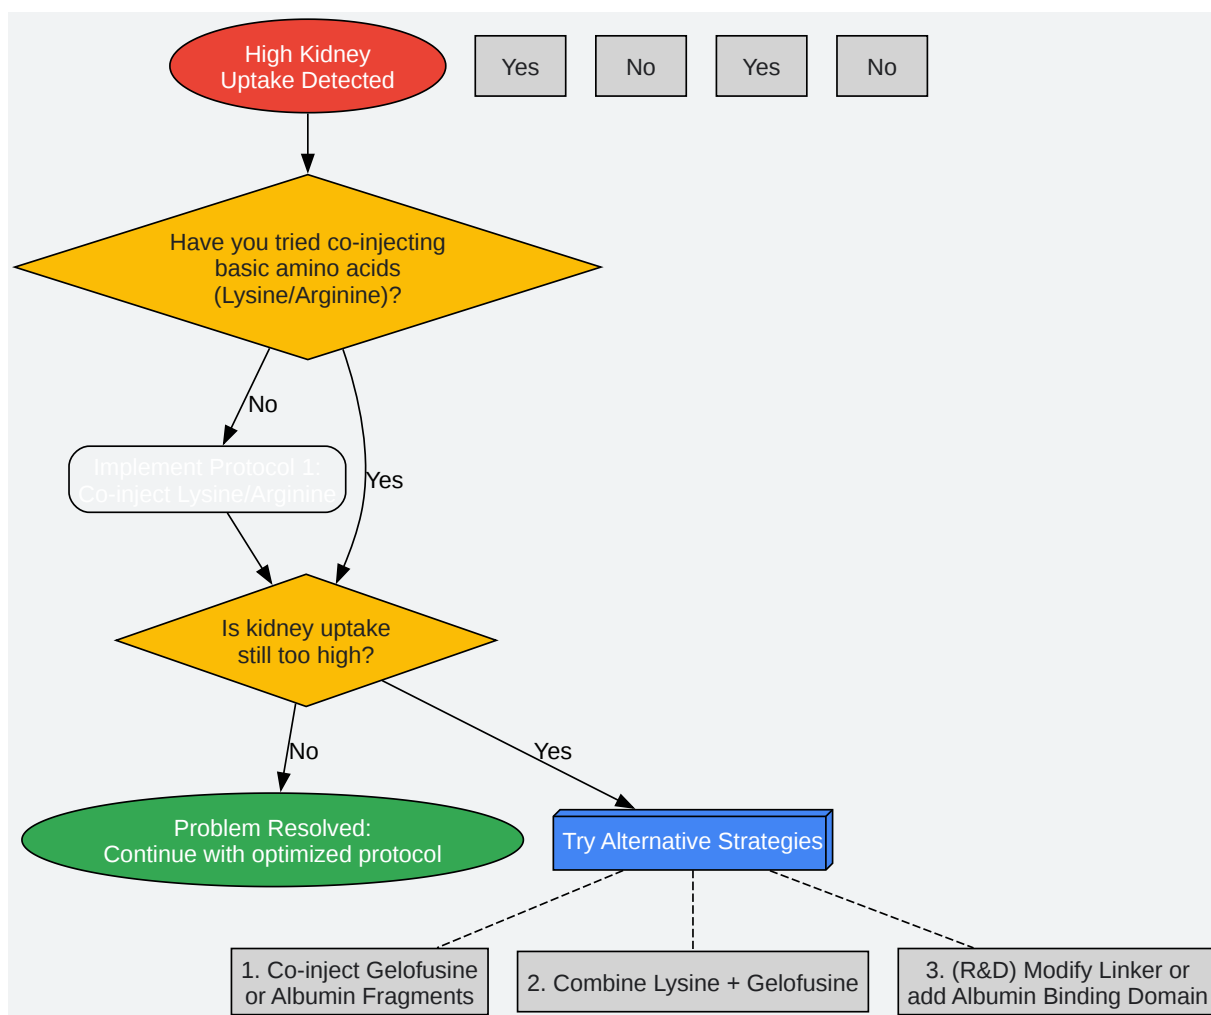 High Kidney
Uptake Detected
Yes
No
Yes
No
Have you tried co-injecting
basic amino acids
(Lysine/Arginine)?
No
Implement Protocol 1:
Co-inject Lysine/Arginine
Yes
Is kidney uptake
still too high?
No
Yes
Problem Resolved:
Continue with optimized protocol
Try Alternative Strategies
1. Co-inject Gelofusine
or Albumin Fragments
2. Combine Lysine + Gelofusine
3. (R&D) Modify Linker or
add Albumin Binding Domain